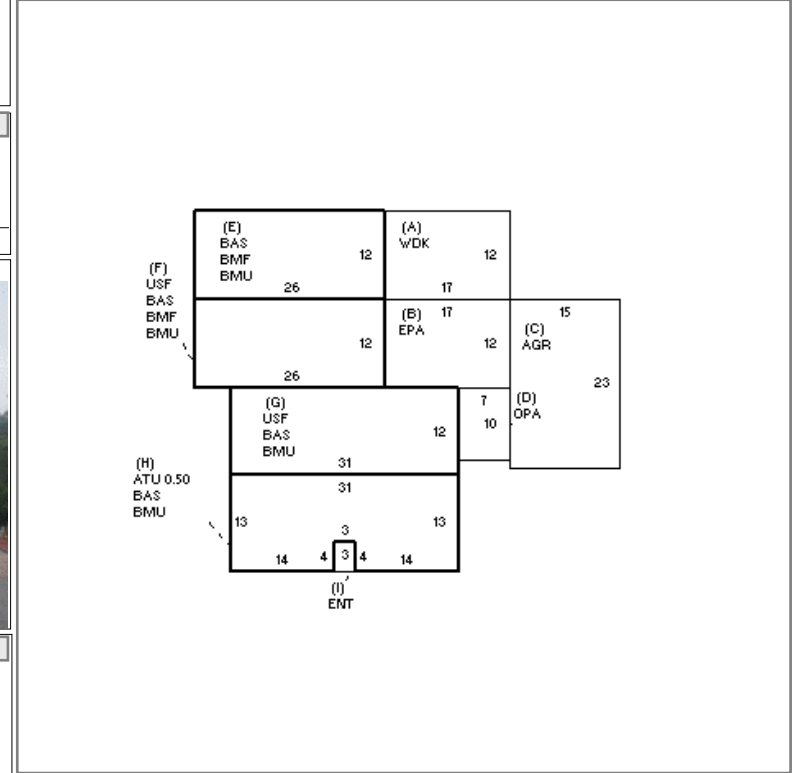 (E)
BAS
BMF
BMU
12
26
(A)
WDK
12
17
(F)
USF
BAS
BMF
BMU
12
26
(B)
EPA
17
12
15
(C)
AGR
23
(G)
USF
BAS
BMU
12
31
7
10
(D)
OPA
(H)
ATU 0.50
BAS
BMU
31
13
13
3
14
4
3
4
14
(I)
ENT